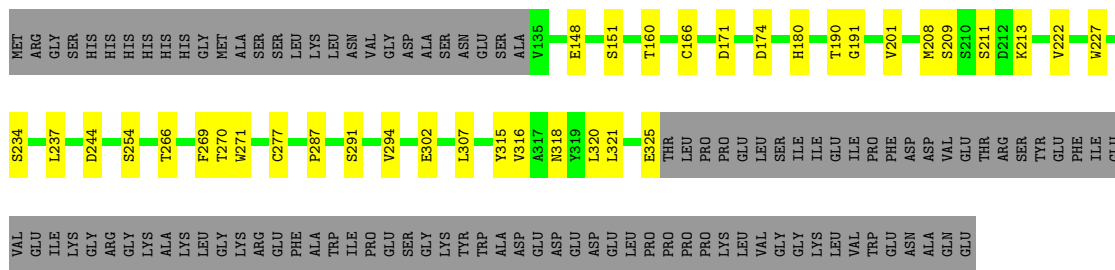 MET ARG GLY SER HIS HIS HIS HIS HIS HIS GLY MET ALA SER SER LEU LYS LEU ASN VAL GLY ASP ALA SER ASN GLU SER ALA V135 E148 S151 T160 C166 D171 D174 H180 T190 G191 V201 M208 S209 S210 S211 D212 K213 V222 W227
S234 L237 D244 S254 T266 F269 T270 W271 C277 P287 S291 V294 E302 L307 Y315 V316 A317 N318 Y319 L320 L321 E325 THR LEU PRO PRO GLU LEU SER ILE ILE GLU ILE PRO PHE ASP ASP VAL GLU THR ARG SER TYR GLU PHE ILE GLU
VAL GLU ILE LYS GLY ARG GLY LYS ALA LYS LEU GLY LYS ARG GLU PHE ALA TRP ILE PRO GLU SER GLY LYS TYR TRP ALA ASP GLU ASP GLU ASP GLU LEU PRO PRO PRO PRO LYS LEU VAL GLY GLY LYS LEU VAL TRP GLU ASN ALA GLN GLU